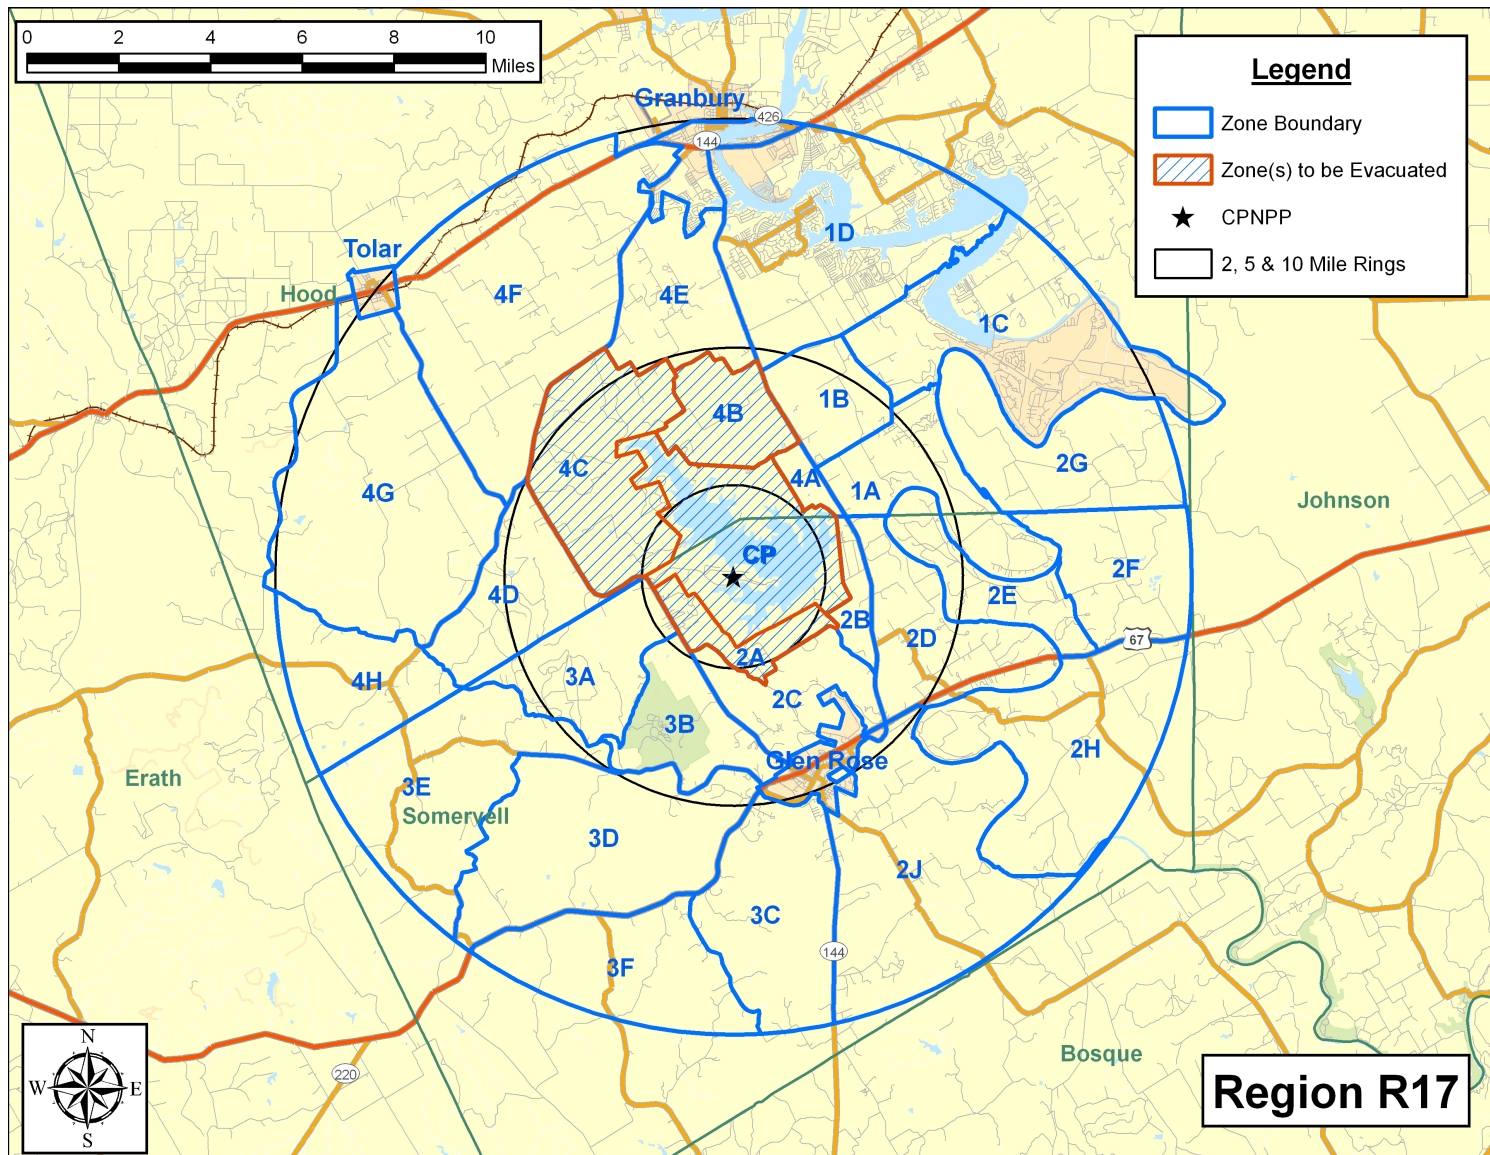 0 2 4 6 8 10
Miles
Legend
Zone Boundary
Zone(s) to be Evacuated
CPNPP
2, 5 & 10 Mile Rings
Granbury
426
144
1D
Tolar
Hood
4F
4E
1C
4B
1B
4C
4A
1A
2G
4G
Johnson
CP
4D
2F
2E
2B
2D
67
2A
3A
4H
2C
3B
2H
Glen Rose
Erath
3E
Somervell
3D
2J
3C
144
3F
Bosque
220
N
W E
S
Region R17